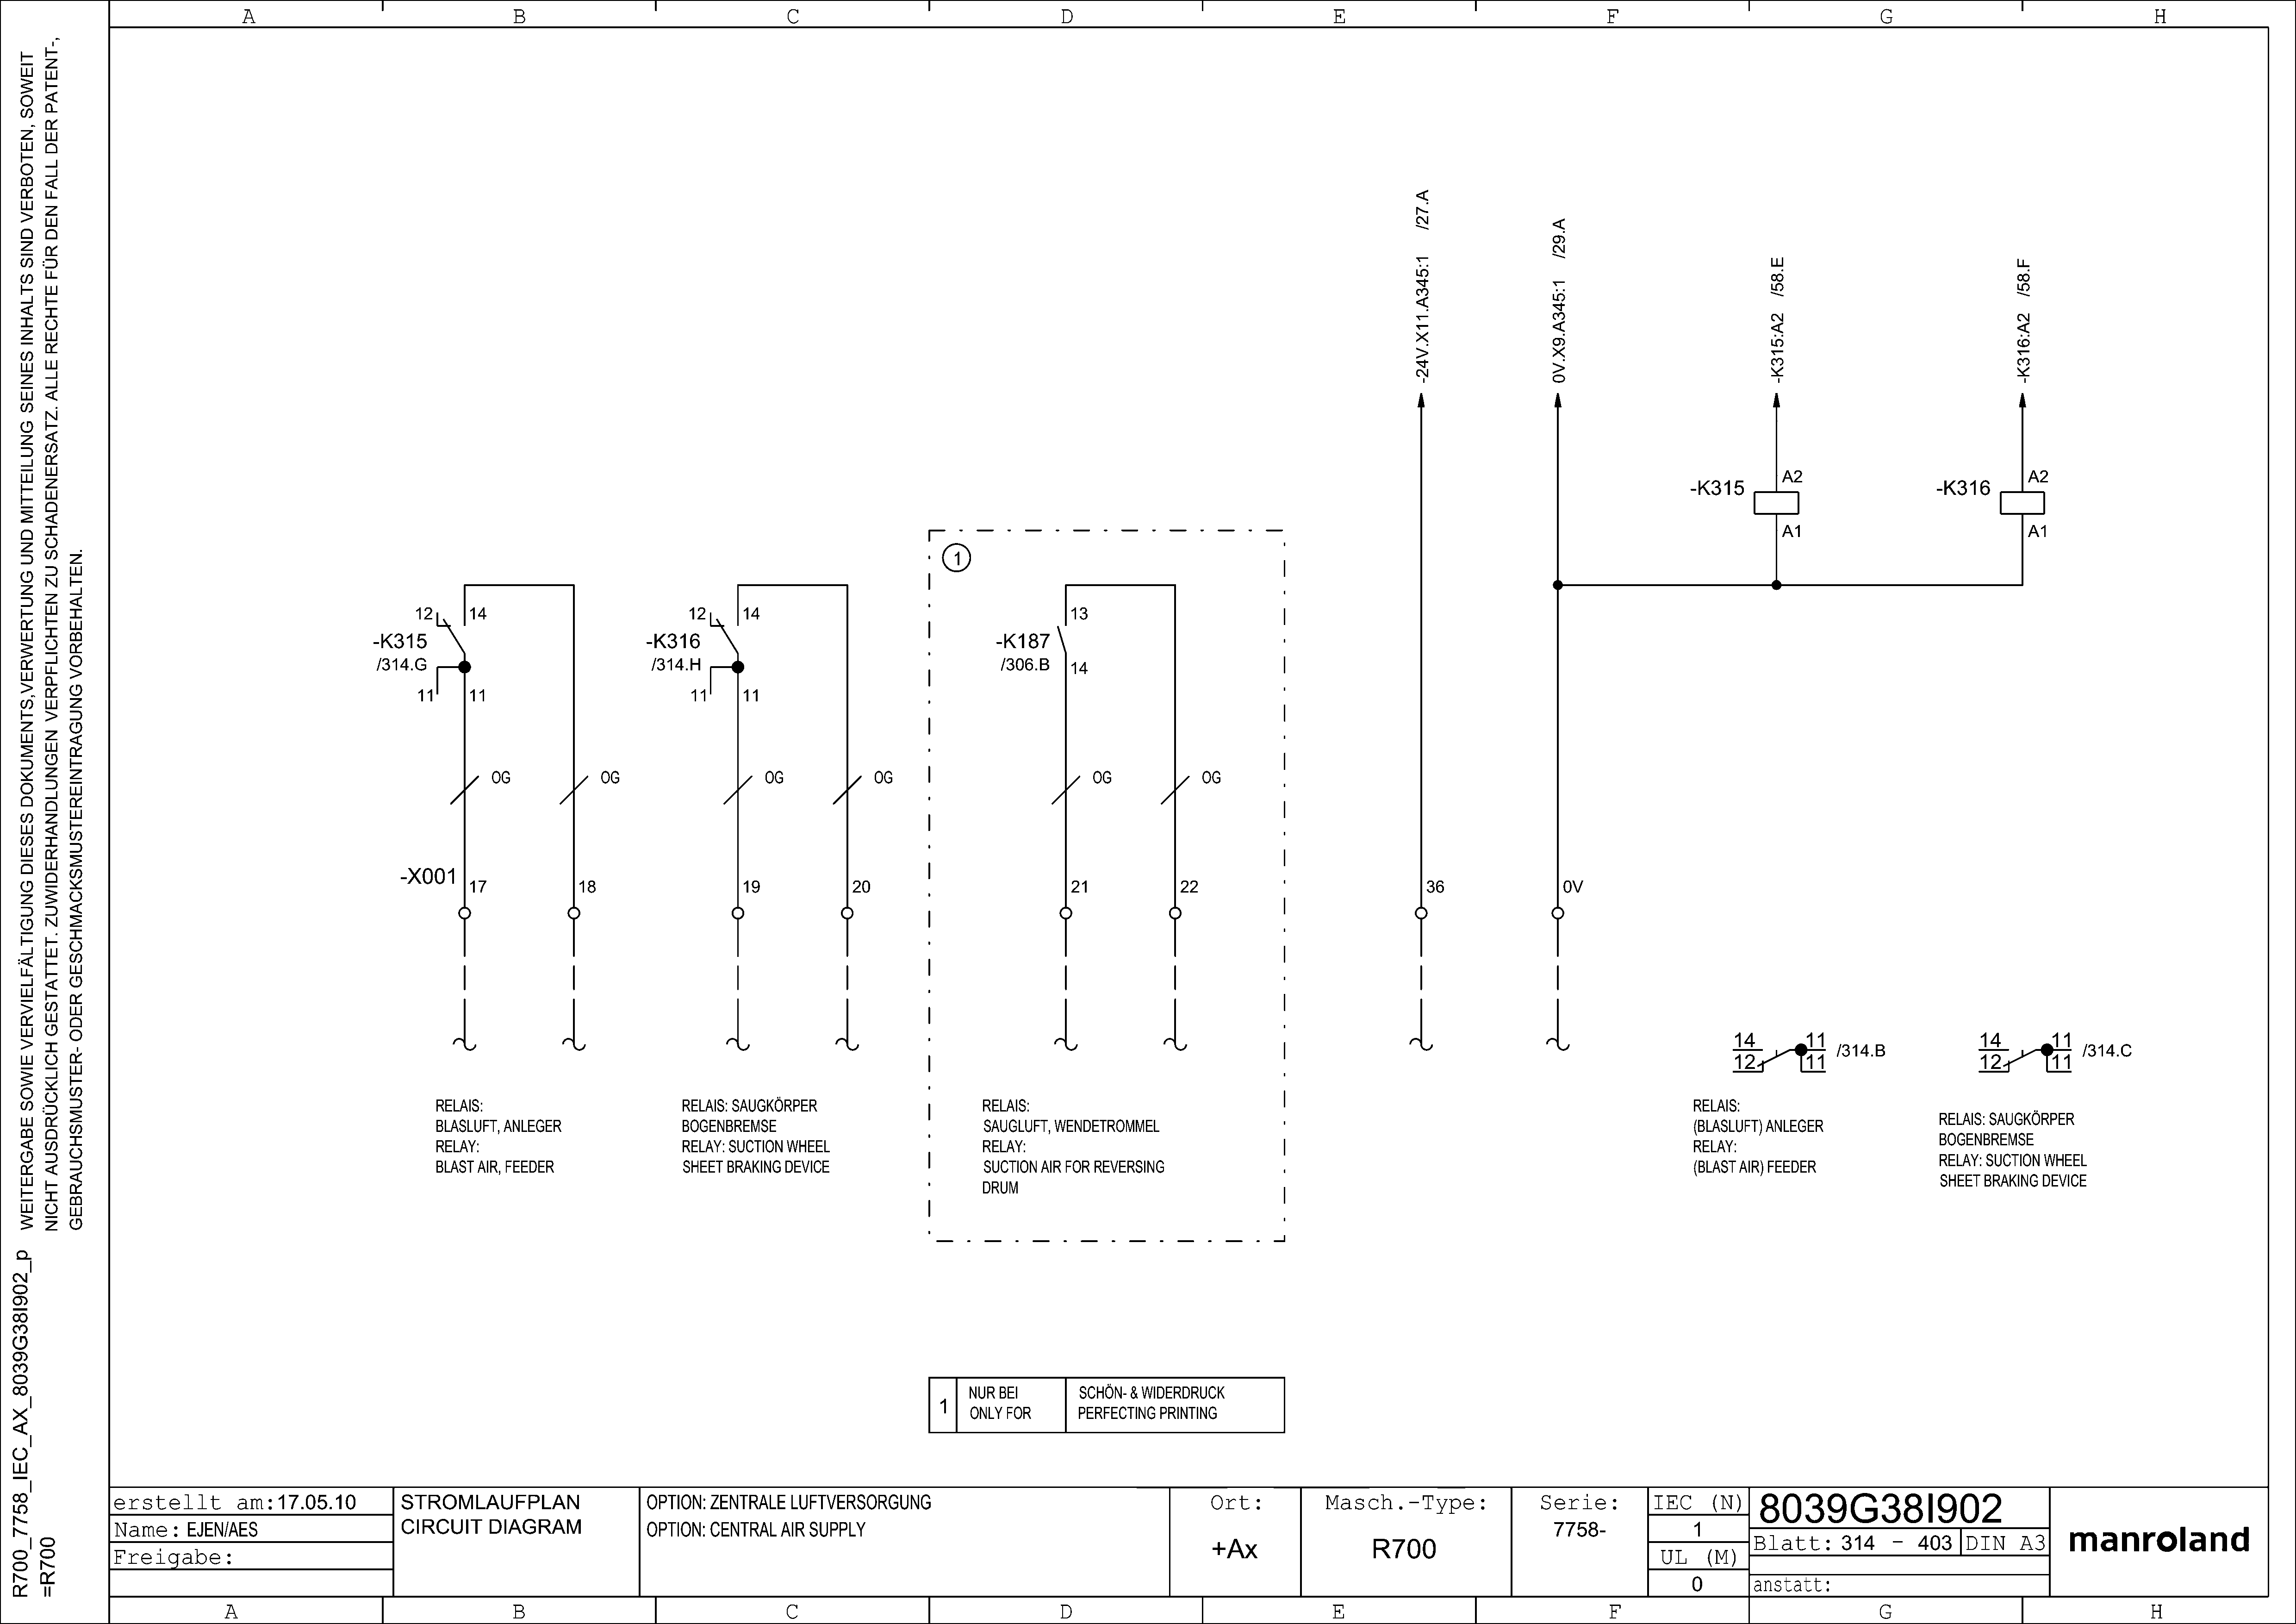 A B C D E F G H
WEITERGABE SOWIE VERVIELFÄLTIGUNG DIESES DOKUMENTS,VERWERTUNG UND MITTEILUNG SEINES INHALTS SIND VERBOTEN, SOWEIT
NICHT AUSDRÜCKLICH GESTATTET. ZUWIDERHANDLUNGEN VERPFLICHTEN ZU SCHADENERSATZ. ALLE RECHTE FÜR DEN FALL DER PATENT-,
GEBRAUCHSMUSTER- ODER GESCHMACKSMUSTEREINTRAGUNG VORBEHALTEN.
R700_7758_IEC_AX_8039G38I902_p
=R700
-24V.X11.A345:1 /27.A
0V.X9.A345:1 /29.A
-K315:A2 /58.E
-K316:A2 /58.F
-K315 A2
A1
-K316 A2
A1
1
12 14
-K315
/314.G
11 11
12 14
-K316
/314.H
11 11
13
-K187
/306.B 14
OG OG OG OG OG OG
-X001 17 18 19 20 21 22 36 0V
14 11
12 11 /314.B
14 11
12 11 /314.C
RELAIS:
BLASLUFT, ANLEGER
RELAY:
BLAST AIR, FEEDER
RELAIS: SAUGKÖRPER
BOGENBREMSE
RELAY: SUCTION WHEEL
SHEET BRAKING DEVICE
RELAIS:
SAUGLUFT, WENDETROMMEL
RELAY:
SUCTION AIR FOR REVERSING
DRUM
RELAIS:
(BLASLUFT) ANLEGER
RELAY:
(BLAST AIR) FEEDER
RELAIS: SAUGKÖRPER
BOGENBREMSE
RELAY: SUCTION WHEEL
SHEET BRAKING DEVICE
1 NUR BEI SCHÖN- & WIDERDRUCK
ONLY FOR PERFECTING PRINTING
erstellt am:17.05.10
Name: EJEN/AES
Freigabe:
STROMLAUFPLAN
CIRCUIT DIAGRAM
OPTION: ZENTRALE LUFTVERSORGUNG
OPTION: CENTRAL AIR SUPPLY
Ort:
+Ax
Masch.-Type:
R700
Serie:
7758-
IEC (N)
1
UL (M)
0
8039G38I902
Blatt: 314 - 403 DIN A3
anstatt:
manroland
A B C D E F G H